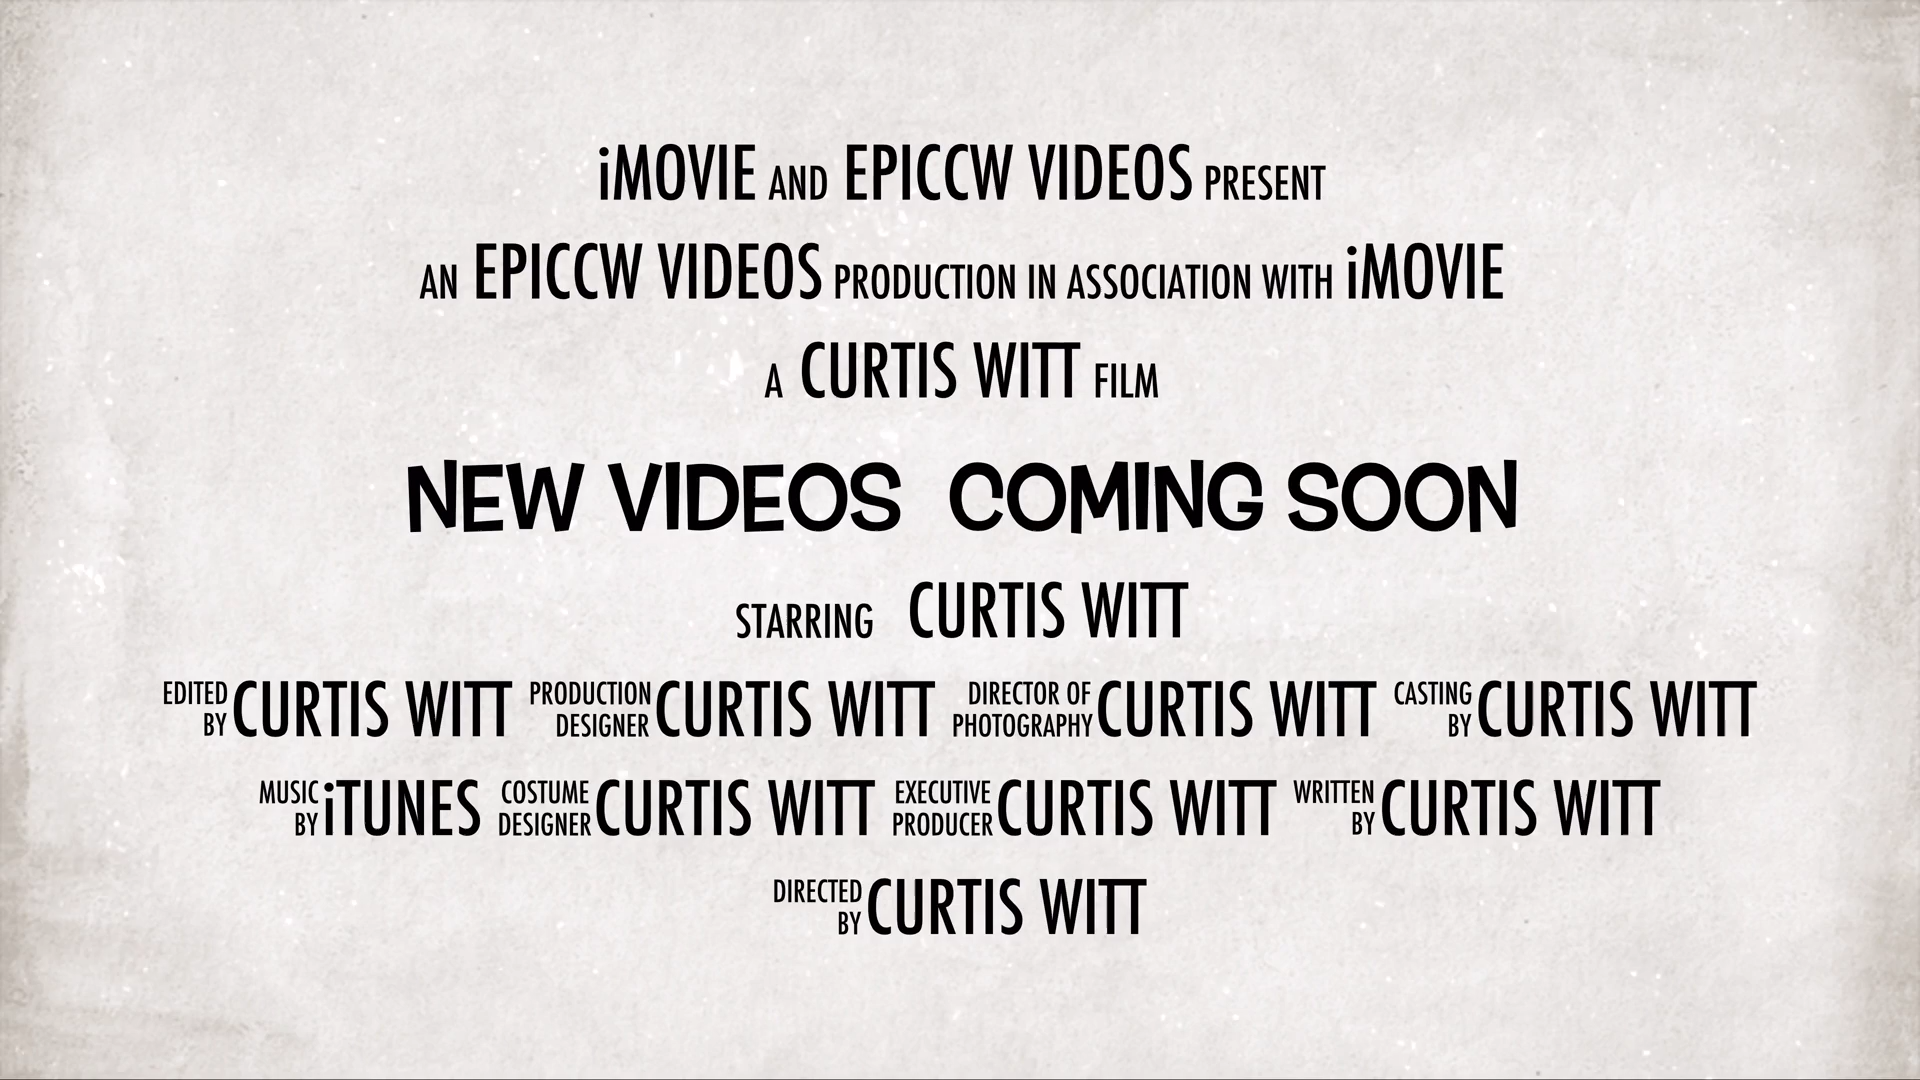 iMOVIE AND EPICCW VIDEOS PRESENT
AN EPICCW VIDEOS PRODUCTION IN ASSOCIATION WITH iMOVIE
A CURTIS WITT FILM
NEW VIDEOS COMING SOON
STARRING CURTIS WITT
EDITED BY CURTIS WITT PRODUCTION DESIGNER CURTIS WITT DIRECTOR OF PHOTOGRAPHY CURTIS WITT CASTING BY CURTIS WITT
MUSIC BY iTUNES COSTUME DESIGNER CURTIS WITT EXECUTIVE PRODUCER CURTIS WITT WRITTEN BY CURTIS WITT
DIRECTED BY CURTIS WITT